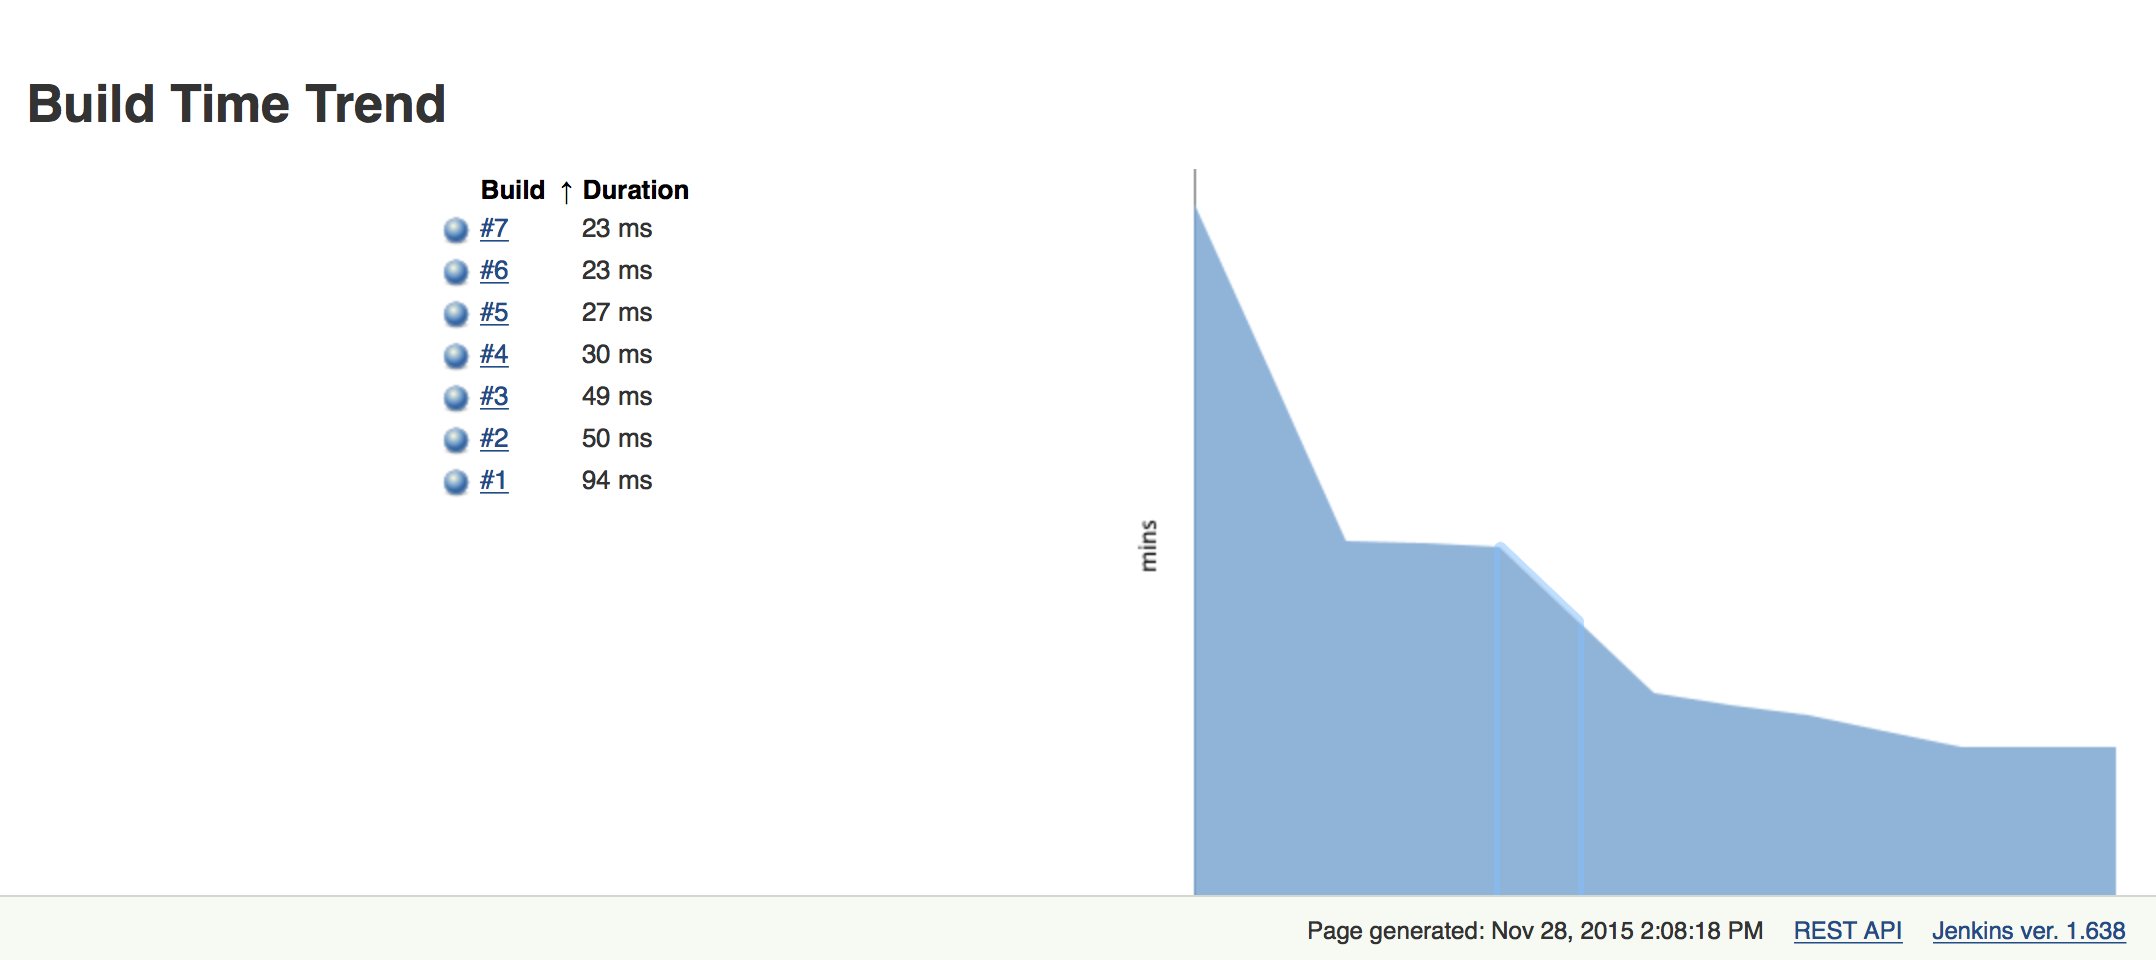 Build Time Trend
Build ↑ Duration
#7 23 ms
#6 23 ms
#5 27 ms
#4 30 ms
#3 49 ms
#2 50 ms
#1 94 ms
mins
Page generated: Nov 28, 2015 2:08:18 PM REST API Jenkins ver. 1.638